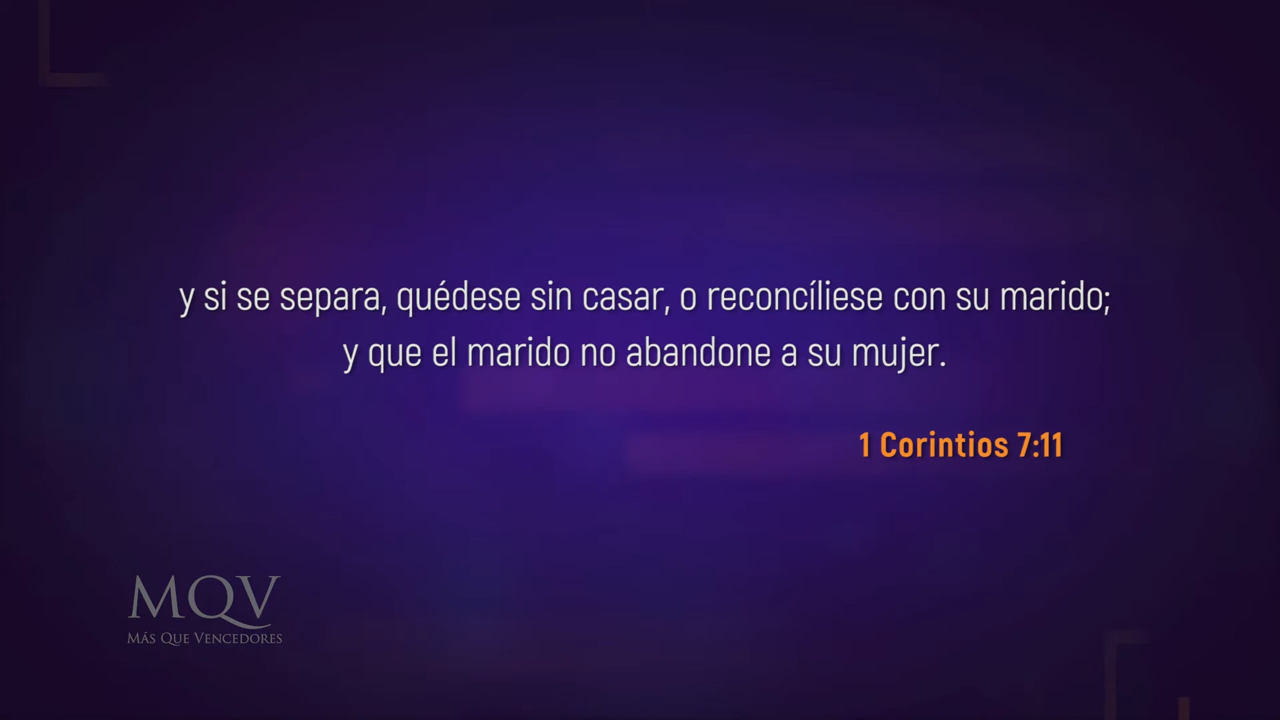 y si se separa, quédese sin casar, o reconcíliese con su marido;
y que el marido no abandone a su mujer.
1 Corintios 7:11
MQV
MÁS QUE VENCEDORES